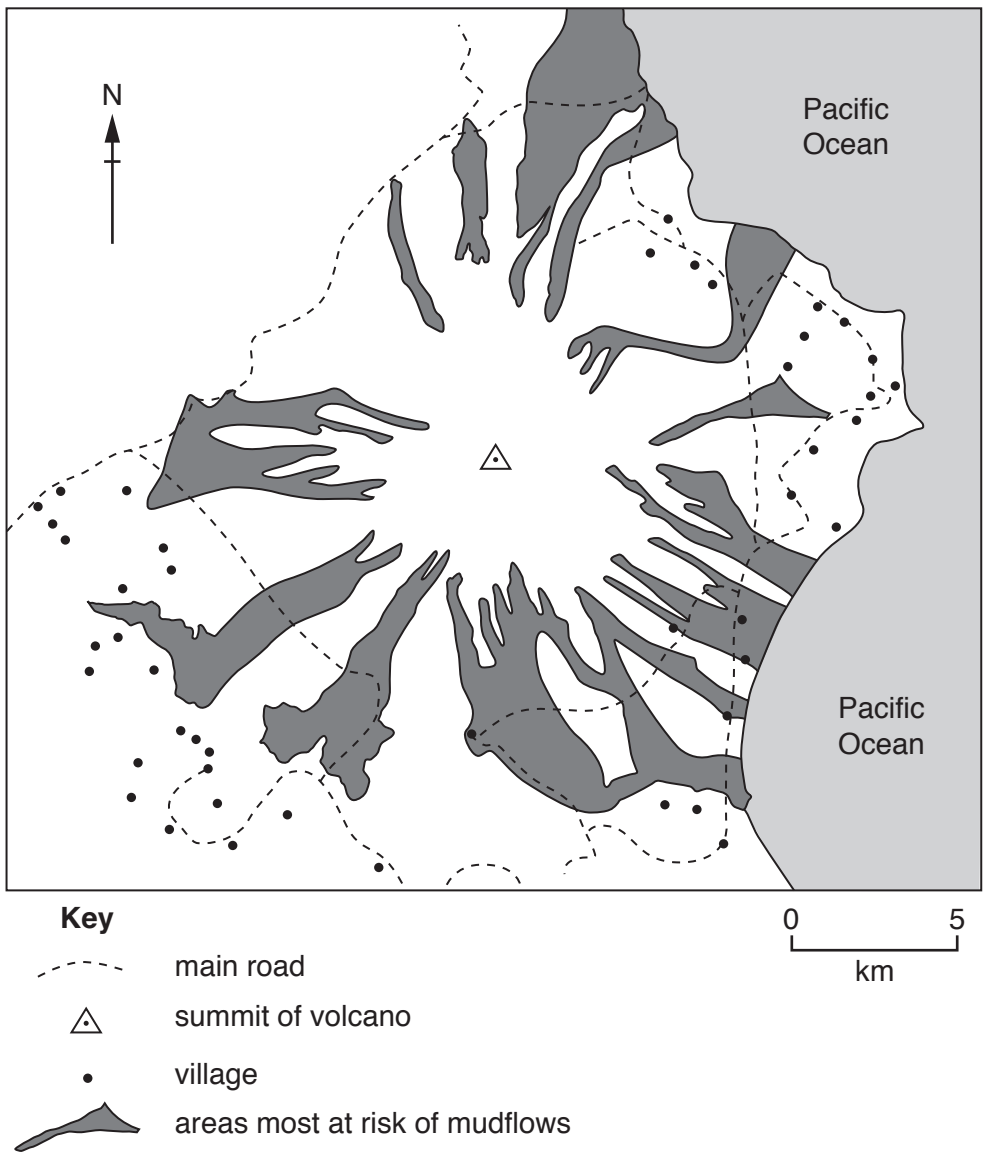 N
Pacific
Ocean
Pacific
Ocean
Key
0 5
km
main road
summit of volcano
village
areas most at risk of mudflows